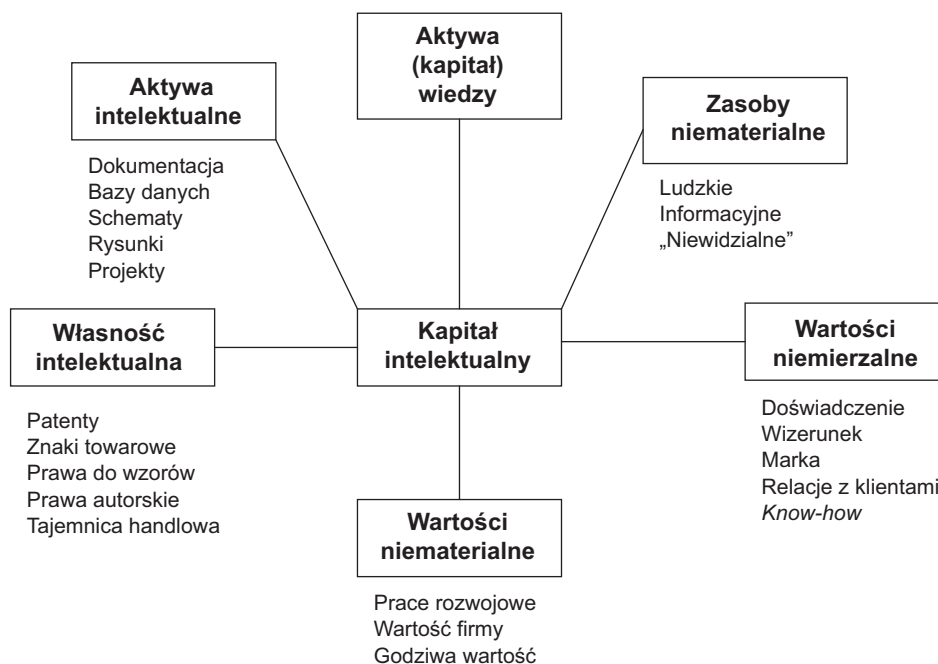 Aktywa
(kapitał)
wiedzy
Aktywa
intelektualne
Dokumentacja
Bazy danych
Schematy
Rysunki
Projekty
Zasoby
niematerialne
Ludzkie
Informacyjne
„Niewidzialne”
Własność
intelektualna
Patenty
Znaki towarowe
Prawa do wzorów
Prawa autorskie
Tajemnica handlowa
Kapitał
intelektualny
Wartości
niemierzalne
Doświadczenie
Wizerunek
Marka
Relacje z klientami
Know-how
Wartości
niematerialne
Prace rozwojowe
Wartość firmy
Godziwa wartość